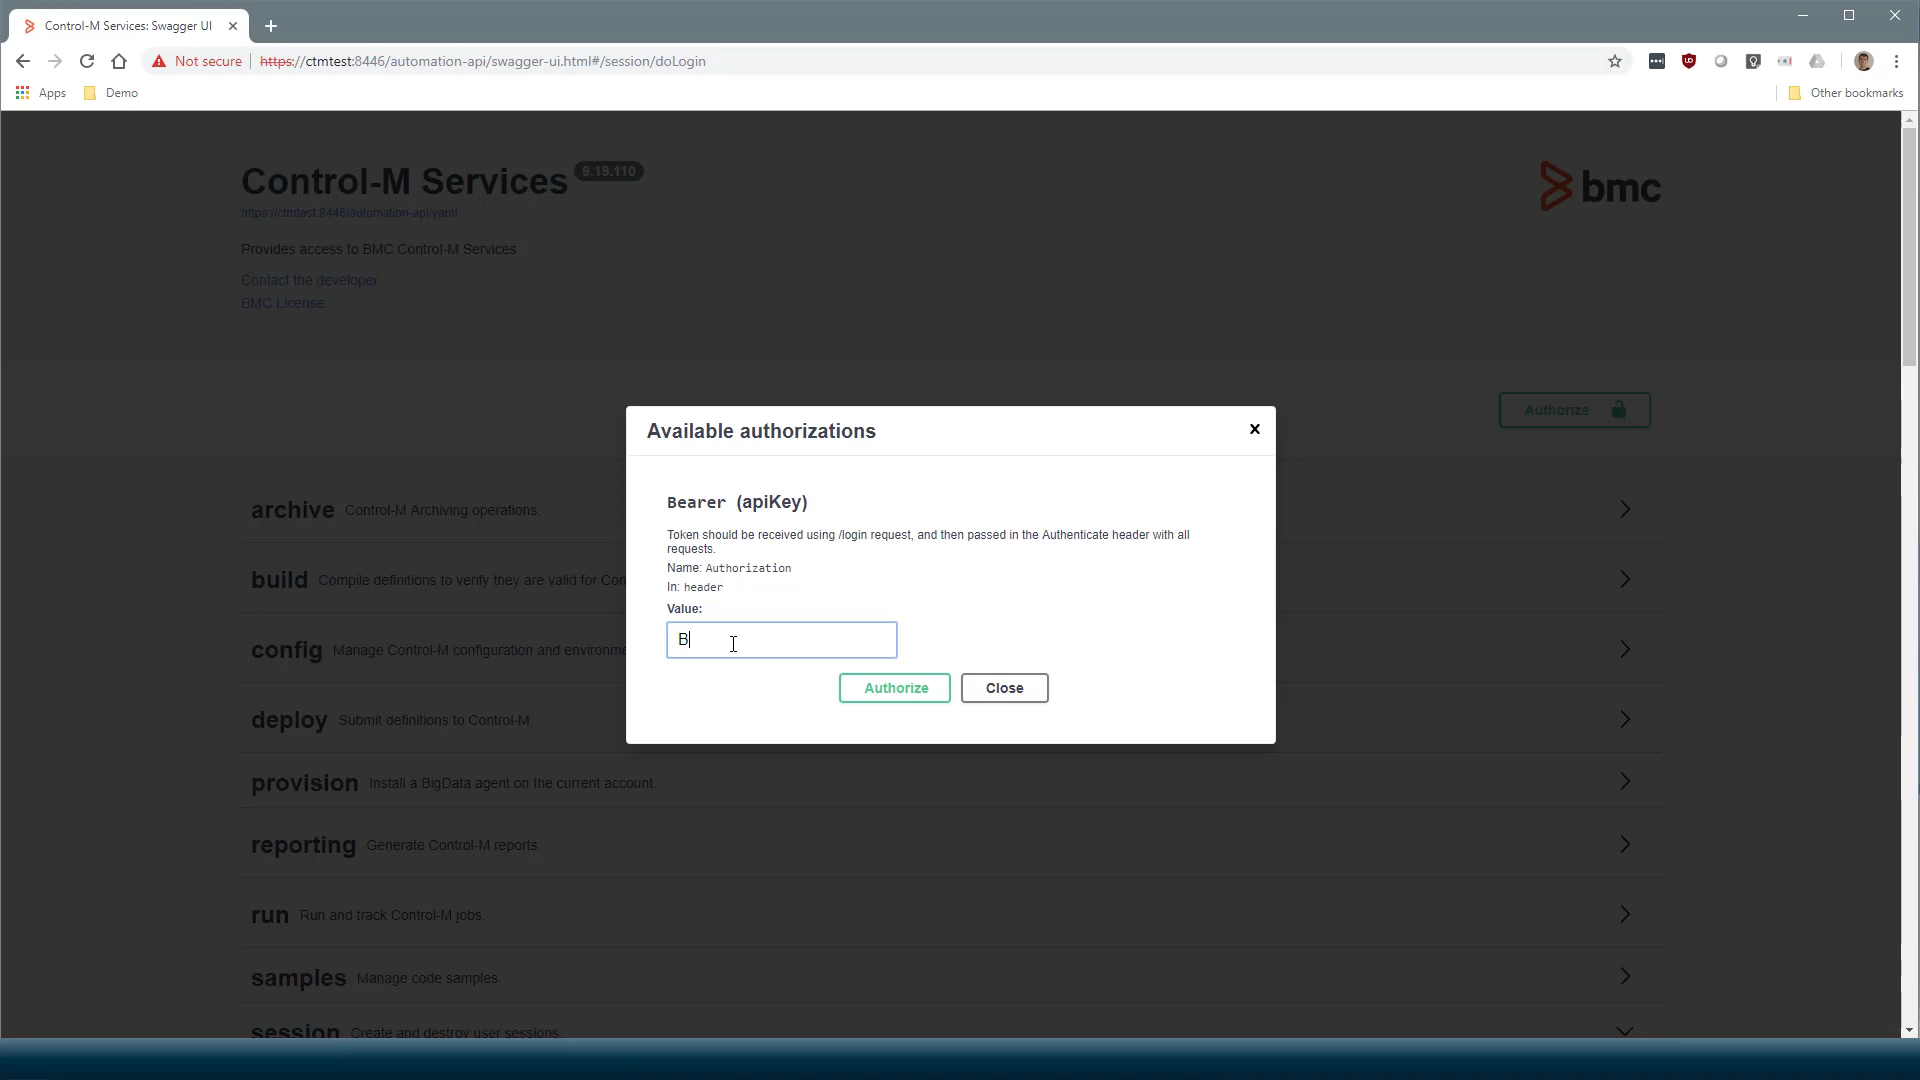 Control-M Services: Swagger UI
Not secure https://ctmtest:8446/automation-api/swagger-ui.html#/session/doLogin
Apps Demo Other bookmarks
Control-M Services 9.19.110
https://ctmtest:8446/automation-api/yaml
bmc
Provides access to BMC Control-M Services
Contact the developer
BMC License
Authorize
Available authorizations
Bearer (apiKey)
Token should be received using /login request, and then passed in the Authenticate header with all
requests.
Name: Authorization
In: header
Value:
B
Authorize Close
archive Control-M Archiving operations.
build Compile definitions to verify they are valid for Con
config Manage Control-M configuration and environme
deploy Submit definitions to Control-M.
provision Install a BigData agent on the current account.
reporting Generate Control-M reports.
run Run and track Control-M jobs.
samples Manage code samples.
session Create and destroy user sessions.